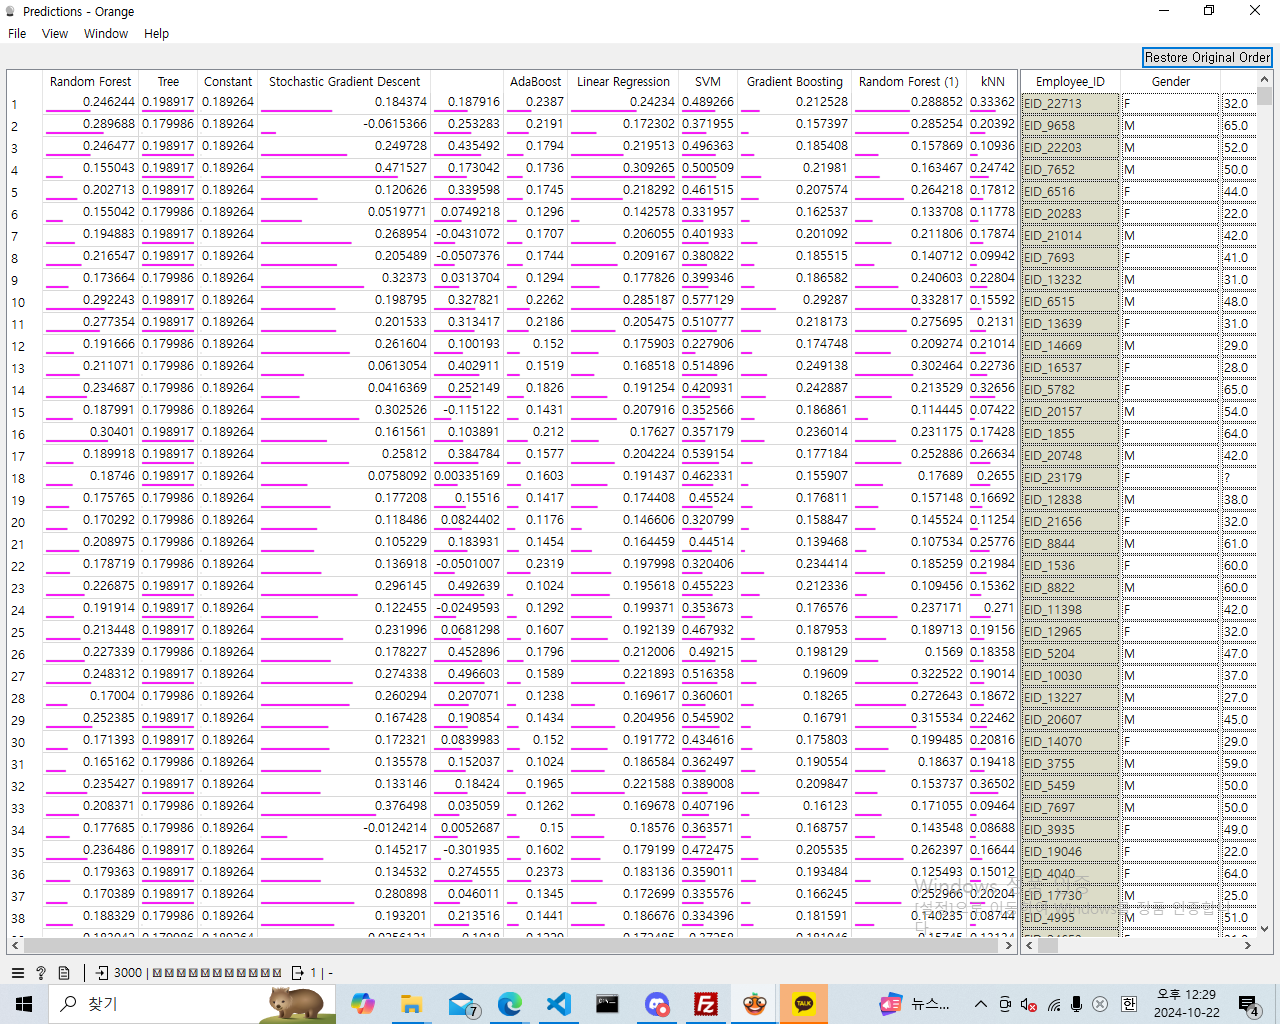 Predictions - Orange
File View Window Help
Restore Original Order
Random Forest Tree Constant Stochastic Gradient Descent AdaBoost Linear Regression SVM Gradient Boosting Random Forest (1) kNN Employee_ID Gender
1 0.246244 0.198917 0.189264 0.184374 0.187916 0.2387 0.24234 0.489266 0.212528 0.288852 0.33362 EID_22713 F 32.0
2 0.289688 0.179986 0.189264 -0.0615366 0.253283 0.2191 0.172302 0.371955 0.157397 0.285254 0.20392 EID_9658 M 65.0
3 0.246477 0.198917 0.189264 0.249728 0.435492 0.1794 0.219513 0.496363 0.185408 0.157869 0.10936 EID_22203 M 52.0
4 0.155043 0.198917 0.189264 0.471527 0.173042 0.1736 0.309265 0.500509 0.21981 0.163467 0.24742 EID_7652 M 50.0
5 0.202713 0.198917 0.189264 0.120626 0.339598 0.1745 0.218292 0.461515 0.207574 0.264218 0.17812 EID_6516 F 44.0
6 0.155042 0.179986 0.189264 0.0519771 0.0749218 0.1296 0.142578 0.331957 0.162537 0.133708 0.11778 EID_20283 F 22.0
7 0.194883 0.198917 0.189264 0.268954 -0.0431072 0.1707 0.206055 0.401933 0.201092 0.211806 0.17874 EID_21014 M 42.0
8 0.216547 0.198917 0.189264 0.205489 -0.0507376 0.1744 0.209167 0.380822 0.185515 0.140712 0.09942 EID_7693 F 41.0
9 0.173664 0.179986 0.189264 0.32373 0.0313704 0.1294 0.177826 0.399346 0.186582 0.240603 0.22804 EID_13232 M 31.0
10 0.292243 0.198917 0.189264 0.198795 0.327821 0.2262 0.285187 0.577129 0.29287 0.332817 0.15592 EID_6515 M 48.0
11 0.277354 0.198917 0.189264 0.201533 0.313417 0.2186 0.205475 0.510777 0.218173 0.275695 0.2131 EID_13639 F 31.0
12 0.191666 0.179986 0.189264 0.261604 0.100193 0.152 0.175903 0.227906 0.174748 0.209274 0.21014 EID_14669 M 29.0
13 0.211071 0.179986 0.189264 0.0613054 0.402911 0.1519 0.168518 0.514896 0.249138 0.302464 0.22736 EID_16537 F 28.0
14 0.234687 0.179986 0.189264 0.0416369 0.252149 0.1826 0.191254 0.420931 0.242887 0.213529 0.32656 EID_5782 F 65.0
15 0.187991 0.179986 0.189264 0.302526 -0.115122 0.1431 0.207916 0.352566 0.186861 0.114445 0.07422 EID_20157 M 54.0
16 0.30401 0.198917 0.189264 0.161561 0.103891 0.212 0.17627 0.357179 0.236014 0.231175 0.17428 EID_1855 F 64.0
17 0.189918 0.198917 0.189264 0.25812 0.384784 0.1577 0.204224 0.539154 0.177184 0.252886 0.26634 EID_20748 M 42.0
18 0.18746 0.198917 0.189264 0.0758092 0.00335169 0.1603 0.191437 0.462331 0.155907 0.17689 0.2655 EID_23179 F ?
19 0.175765 0.179986 0.189264 0.177208 0.15516 0.1417 0.174408 0.45524 0.176811 0.157148 0.16692 EID_12838 M 38.0
20 0.170292 0.179986 0.189264 0.118486 0.0824402 0.1176 0.146606 0.320799 0.158847 0.145524 0.11254 EID_21656 F 32.0
21 0.208975 0.179986 0.189264 0.105229 0.183931 0.1454 0.164459 0.44514 0.139468 0.107534 0.25776 EID_8844 M 61.0
22 0.178719 0.179986 0.189264 0.136918 -0.0501007 0.2319 0.197998 0.320406 0.234414 0.185259 0.21984 EID_1536 F 60.0
23 0.226875 0.198917 0.189264 0.296145 0.492639 0.1024 0.195618 0.455223 0.212336 0.109456 0.15362 EID_8822 M 60.0
24 0.191914 0.179986 0.189264 0.122455 -0.0249593 0.1292 0.199371 0.353673 0.176576 0.237171 0.271 EID_11398 F 42.0
25 0.213448 0.198917 0.189264 0.231996 0.0681298 0.1607 0.192139 0.467932 0.187953 0.189713 0.19156 EID_12965 F 32.0
26 0.227339 0.198917 0.189264 0.178227 0.452896 0.1796 0.212006 0.49215 0.198129 0.1569 0.18358 EID_5204 M 47.0
27 0.248312 0.198917 0.189264 0.274338 0.496603 0.1589 0.221893 0.516358 0.19609 0.322522 0.19014 EID_10030 M 37.0
28 0.17004 0.179986 0.189264 0.260294 0.207071 0.1238 0.169617 0.360601 0.18265 0.272643 0.18672 EID_13227 M 27.0
29 0.252385 0.198917 0.189264 0.167428 0.190854 0.1434 0.204956 0.545902 0.16791 0.315534 0.22462 EID_20607 M 45.0
30 0.171393 0.179986 0.189264 0.172321 0.0839983 0.152 0.191772 0.434616 0.175803 0.199485 0.20816 EID_14070 F 29.0
31 0.165162 0.179986 0.189264 0.135578 0.152037 0.1024 0.186584 0.362497 0.190554 0.18637 0.19418 EID_3755 M 59.0
32 0.235427 0.198917 0.189264 0.133146 0.18424 0.1965 0.221588 0.389008 0.209847 0.153737 0.36502 EID_5459 M 50.0
33 0.208371 0.179986 0.189264 0.376498 0.035059 0.1262 0.169678 0.407196 0.16123 0.171055 0.09464 EID_7697 M 50.0
34 0.177685 0.179986 0.189264 -0.0124214 0.0052687 0.15 0.18576 0.363571 0.168757 0.143548 0.08688 EID_3935 F 49.0
35 0.236486 0.198917 0.189264 0.145217 -0.301935 0.1602 0.179199 0.472475 0.205535 0.262397 0.16644 EID_19046 F 22.0
36 0.179363 0.198917 0.189264 0.134532 0.274555 0.2373 0.183136 0.359011 0.193484 0.125493 0.15012 EID_4040 F 64.0
37 0.170389 0.179986 0.189264 0.280898 0.046011 0.1345 0.172699 0.335576 0.166245 0.252966 0.20204 EID_17730 M 25.0
38 0.188329 0.179986 0.189264 0.193201 0.213516 0.1441 0.186676 0.334396 0.181591 0.140235 0.08744 EID_4995 M 51.0
3000 | 1 | -
찾기
7
TALK
뉴스...
한
오후 12:29
2024-10-22
4